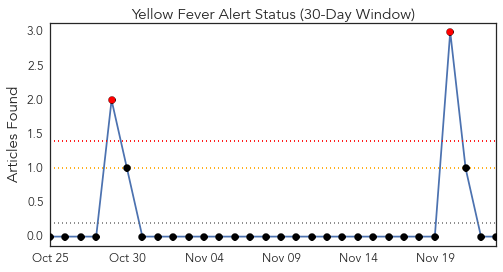 Yellow Fever Alert Status (30-Day Window)
Articles Found
3.0
2.5
2.0
1.5
1.0
0.5
0.0
Oct 25
Oct 30
Nov 04
Nov 09
Nov 14
Nov 19